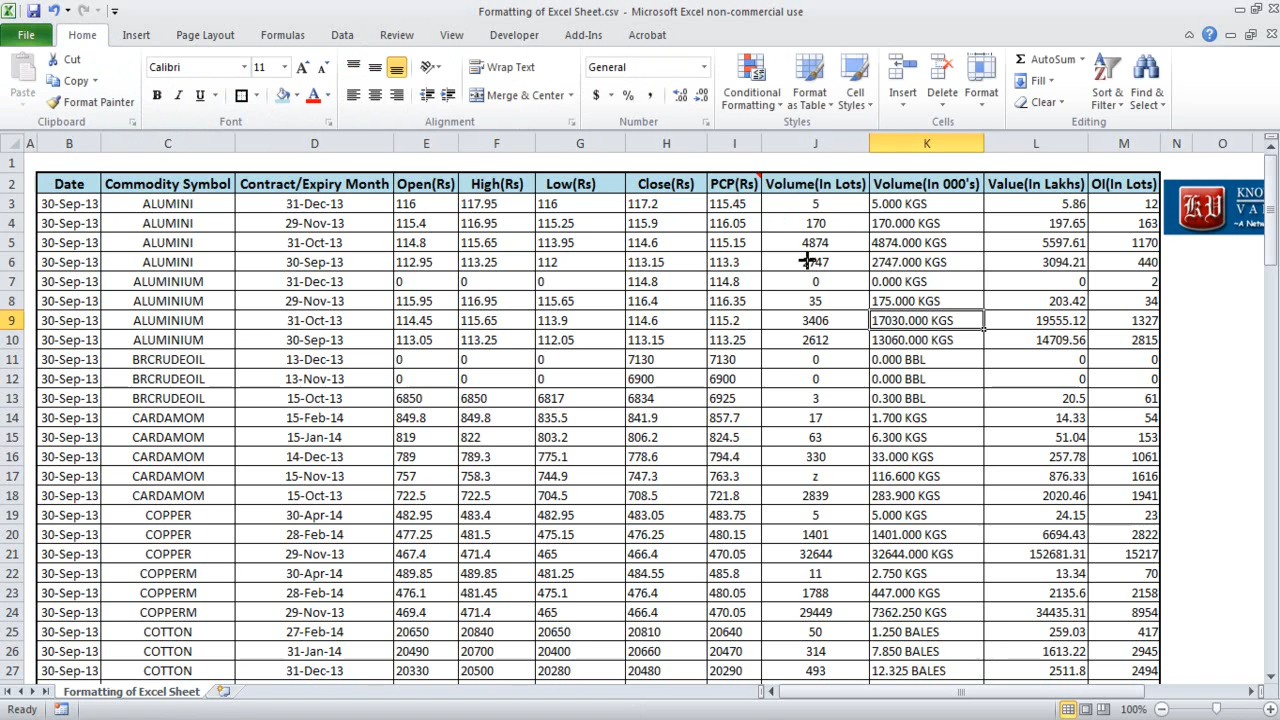 Formatting of Excel Sheet.csv - Microsoft Excel non-commercial use
File Home Insert Page Layout Formulas Data Review View Developer Add-Ins Acrobat
Cut Calibri 11 Wrap Text General AutoSum
Copy Fill
Paste Format Painter B I U A Merge & Center $ % , Conditional Formatting Format as Table Cell Styles Insert Delete Format Clear Sort & Filter Find & Select
Clipboard Font Alignment Number Styles Cells Editing
A B C D E F G H I J K L M N O
1
2 Date Commodity Symbol Contract/Expiry Month Open(Rs) High(Rs) Low(Rs) Close(Rs) PCP(Rs) Volume(In Lots) Volume(In 000's) Value(In Lakhs) OI(In Lots)
3 30-Sep-13 ALUMINI 31-Dec-13 116 117.95 116 117.2 115.45 5 5.000 KGS 5.86 12
4 30-Sep-13 ALUMINI 29-Nov-13 115.4 116.95 115.25 115.9 116.05 170 170.000 KGS 197.65 163
5 30-Sep-13 ALUMINI 31-Oct-13 114.8 115.65 113.95 114.6 115.15 4874 4874.000 KGS 5597.61 1170
6 30-Sep-13 ALUMINI 30-Sep-13 112.95 113.25 112 113.15 113.3 2747.000 KGS 3094.21 440
7 30-Sep-13 ALUMINIUM 31-Dec-13 0 0 0 114.8 114.8 0 0.000 KGS 0 2
8 30-Sep-13 ALUMINIUM 29-Nov-13 115.95 116.95 115.65 116.4 116.35 35 175.000 KGS 203.42 34
9 30-Sep-13 ALUMINIUM 31-Oct-13 114.45 115.65 113.9 114.6 115.2 3406 17030.000 KGS 19555.12 1327
10 30-Sep-13 ALUMINIUM 30-Sep-13 113.05 113.25 112.05 113.15 113.25 2612 13060.000 KGS 14709.56 2815
11 30-Sep-13 BRCRUDEOIL 13-Dec-13 0 0 0 7130 7130 0 0.000 BBL 0 0
12 30-Sep-13 BRCRUDEOIL 13-Nov-13 0 0 0 6900 6900 0 0.000 BBL 0 0
13 30-Sep-13 BRCRUDEOIL 15-Oct-13 6850 6850 6817 6834 6925 3 0.300 BBL 20.5 61
14 30-Sep-13 CARDAMOM 15-Feb-14 849.8 849.8 835.5 841.9 857.7 17 1.700 KGS 14.33 54
15 30-Sep-13 CARDAMOM 15-Jan-14 819 822 803.2 806.2 824.5 63 6.300 KGS 51.04 153
16 30-Sep-13 CARDAMOM 14-Dec-13 789 789.3 775.1 778.6 794.4 330 33.000 KGS 257.78 1061
17 30-Sep-13 CARDAMOM 15-Nov-13 757 758.3 744.9 747.3 763.3 z 116.600 KGS 876.33 1616
18 30-Sep-13 CARDAMOM 15-Oct-13 722.5 722.5 704.5 708.5 721.8 2839 283.900 KGS 2020.46 1941
19 30-Sep-13 COPPER 30-Apr-14 482.95 483.4 482.95 483.05 483.75 5 5.000 KGS 24.15 23
20 30-Sep-13 COPPER 28-Feb-14 477.25 481.5 475.15 476.25 480.15 1401 1401.000 KGS 6694.43 2822
21 30-Sep-13 COPPER 29-Nov-13 467.4 471.4 465 466.4 470.05 32644 32644.000 KGS 152681.31 15217
22 30-Sep-13 COPPERM 30-Apr-14 489.85 489.85 481.25 484.55 485.8 11 2.750 KGS 13.34 70
23 30-Sep-13 COPPERM 28-Feb-14 476.1 481.45 475.1 476.4 480.05 1788 447.000 KGS 2135.6 2158
24 30-Sep-13 COPPERM 29-Nov-13 469.4 471.4 465 466.4 470.05 29449 7362.250 KGS 34435.31 8954
25 30-Sep-13 COTTON 27-Feb-14 20650 20840 20650 20810 20640 50 1.250 BALES 259.03 417
26 30-Sep-13 COTTON 31-Jan-14 20490 20700 20400 20660 20470 314 7.850 BALES 1613.22 2945
27 30-Sep-13 COTTON 31-Dec-13 20330 20500 20280 20480 20290 493 12.325 BALES 2511.8 2494
KV KNO
VA
~A Netw
Formatting of Excel Sheet
Ready 100%